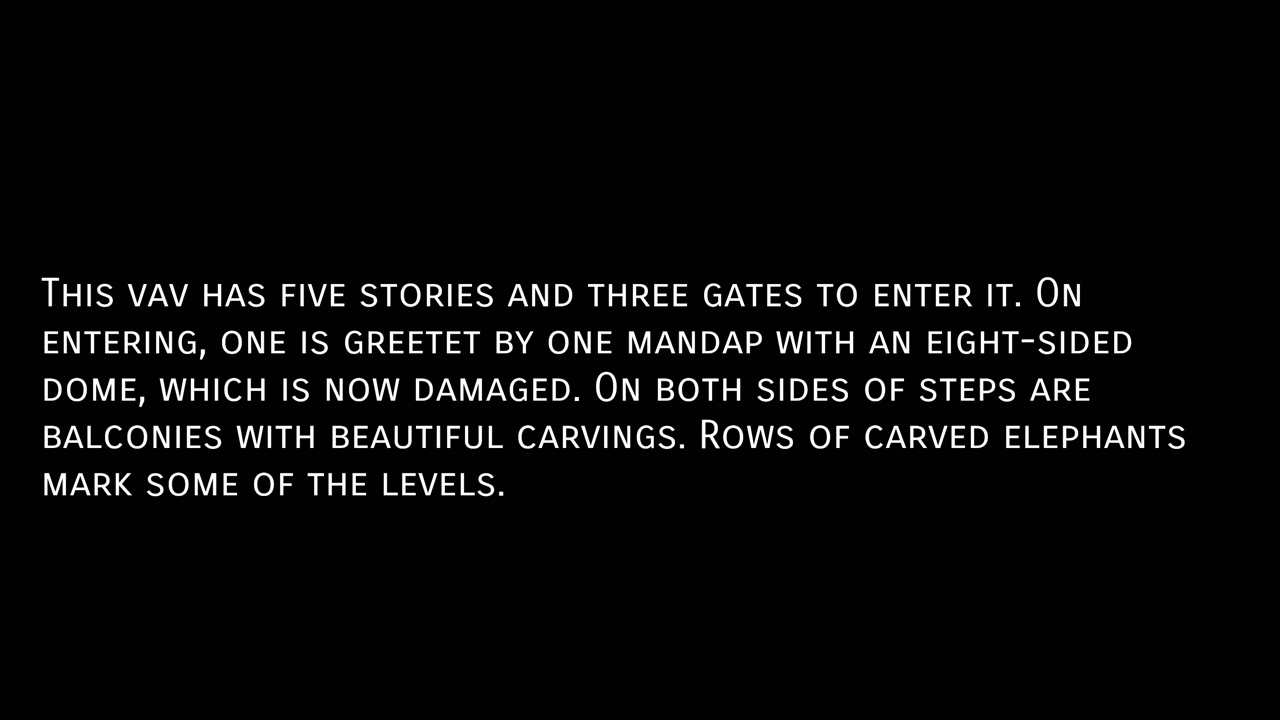 This vav has five stories and three gates to enter it. On
entering, one is greetet by one mandap with an eight-sided
dome, which is now damaged. On both sides of steps are
balconies with beautiful carvings. Rows of carved elephants
mark some of the levels.